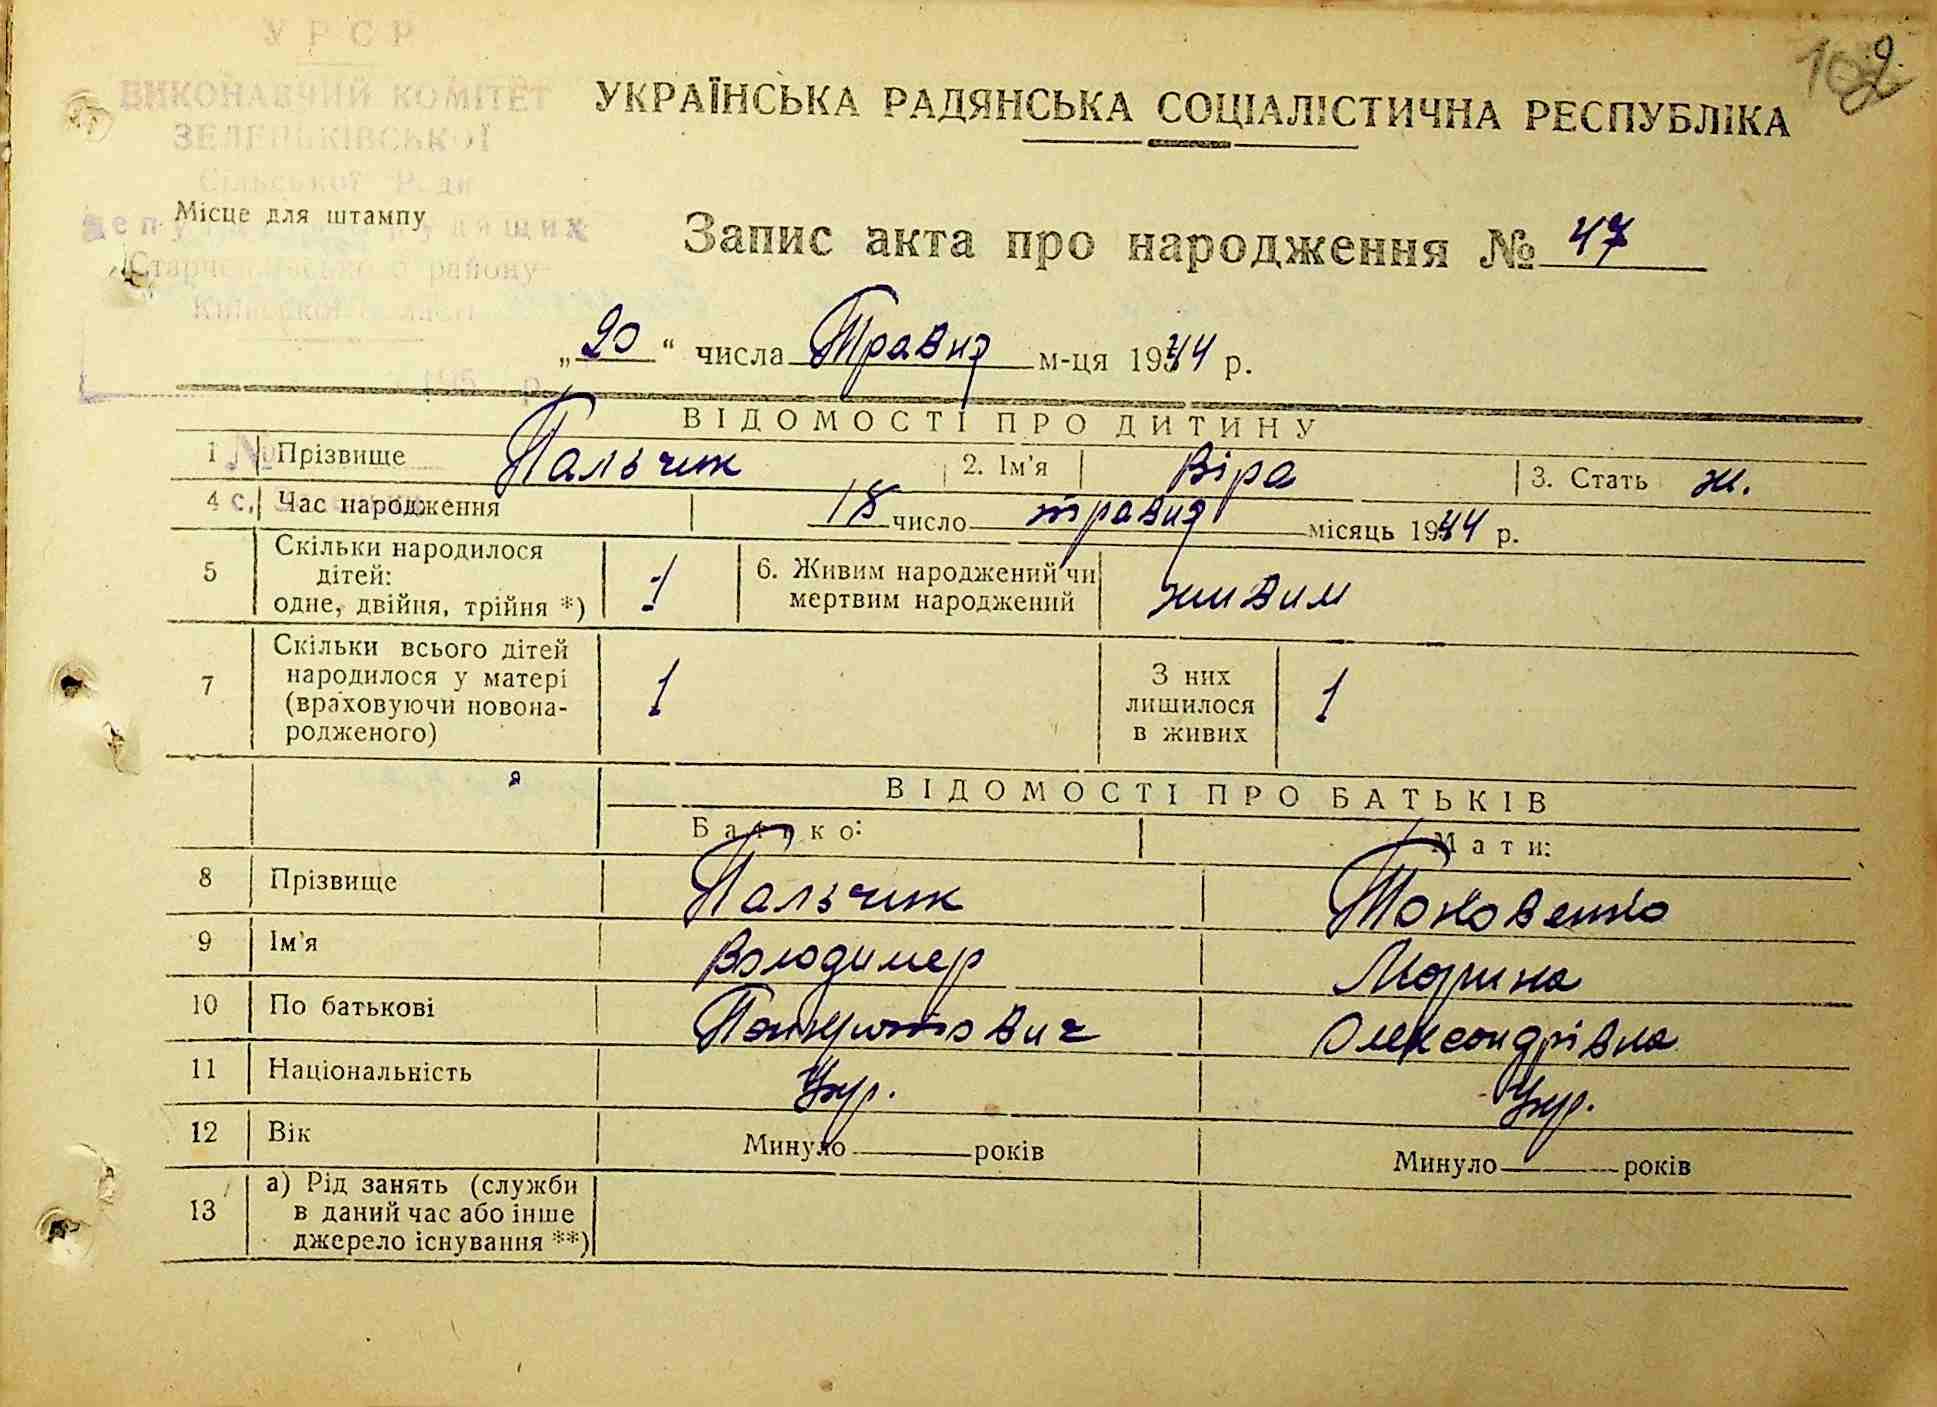 УРСР
ВИКОНАВЧИЙ КОМІТЕТ
ЗЕЛЕНЬКІВСЬКОЇ
Сільської Ради
Місце для штампу
району
УКРАЇНСЬКА РАДЯНСЬКА СОЦІАЛІСТИЧНА РЕСПУБЛІКА
Запис акта про народження № 47
„20“ числа Травня м-ця 1944 р.
ВІДОМОСТІ ПРО ДИТИНУ
1 Прізвище Пальчик 2. Ім'я Віра 3. Стать ж.
4 Час народження 18 число травня місяць 1944 р.
5 Скільки народилося дітей: одне, двійня, трійня *) 1 6. Живим народжений чи мертвим народжений живим
7 Скільки всього дітей народилося у матері (враховуючи новонародженого) 1 З них лишилося в живих 1
ВІДОМОСТІ ПРО БАТЬКІВ
Батько: Мати:
8 Прізвище Пальчик
9 Ім'я Володимер Морина
10 По батькові Олександрівна
11 Національність Укр. Укр.
12 Вік Минуло років Минуло років
13 а) Рід занять (служби в даний час або інше джерело існування **)